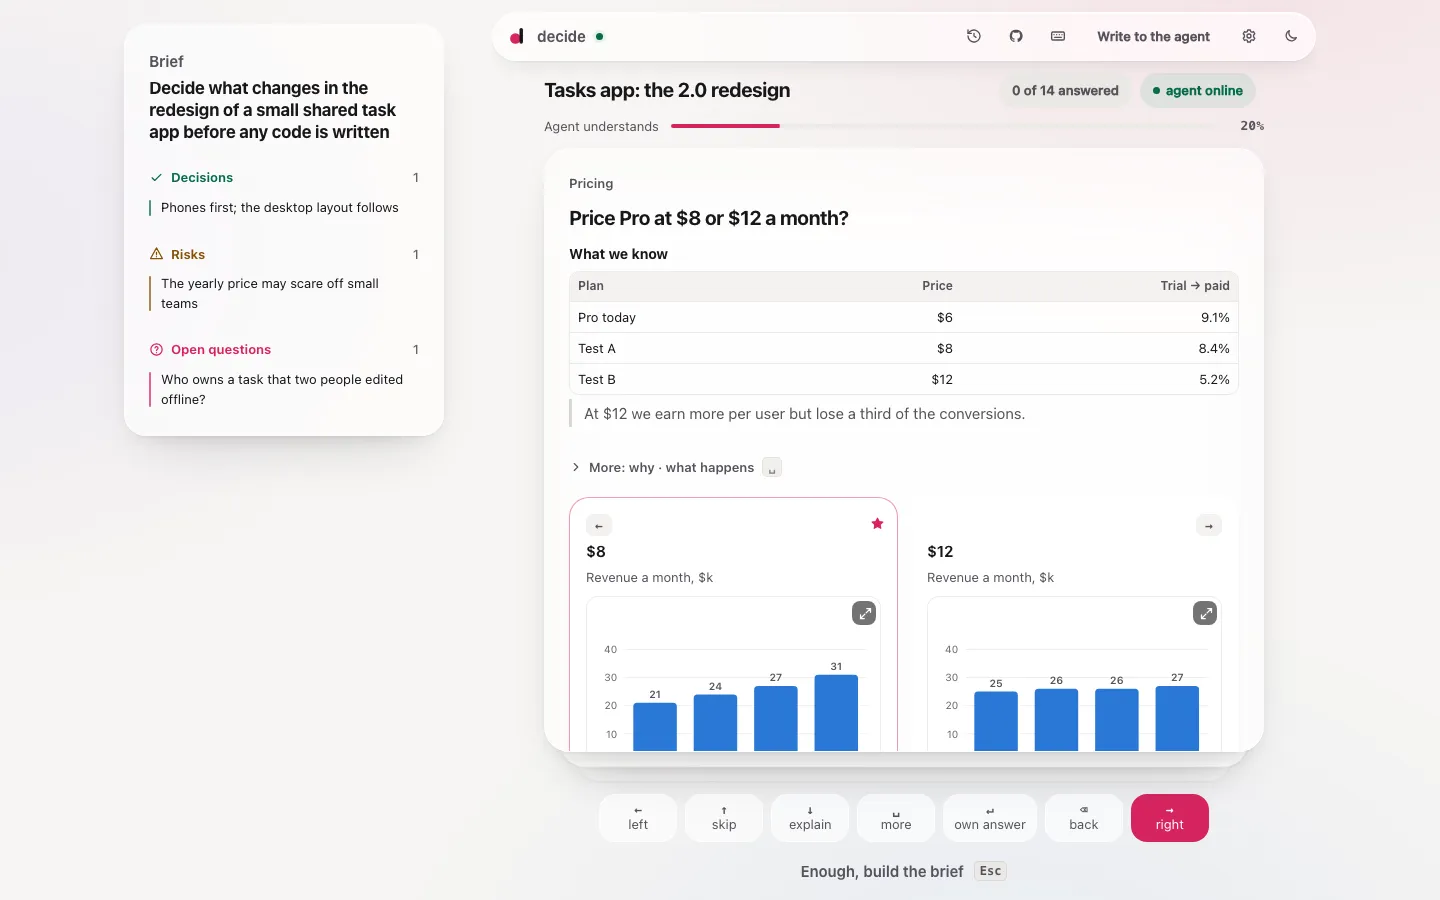 Brief
Decide what changes in the
redesign of a small shared task
app before any code is written
Decisions 1
Phones first; the desktop layout follows
Risks 1
The yearly price may scare off small
teams
Open questions 1
Who owns a task that two people edited
offline?
decide
Write to the agent
Tasks app: the 2.0 redesign
0 of 14 answered
agent online
Agent understands
20%
Pricing
Price Pro at $8 or $12 a month?
What we know
Plan Price Trial → paid
Pro today $6 9.1%
Test A $8 8.4%
Test B $12 5.2%
At $12 we earn more per user but lose a third of the conversions.
More: why · what happens ␣
←
$8
Revenue a month, $k
40
30
20
10
21 24 27 31
→
$12
Revenue a month, $k
40
30
20
10
25 26 26 27
← left
↑ skip
↓ explain
␣ more
↵ own answer
⌫ back
→ right
Enough, build the brief Esc